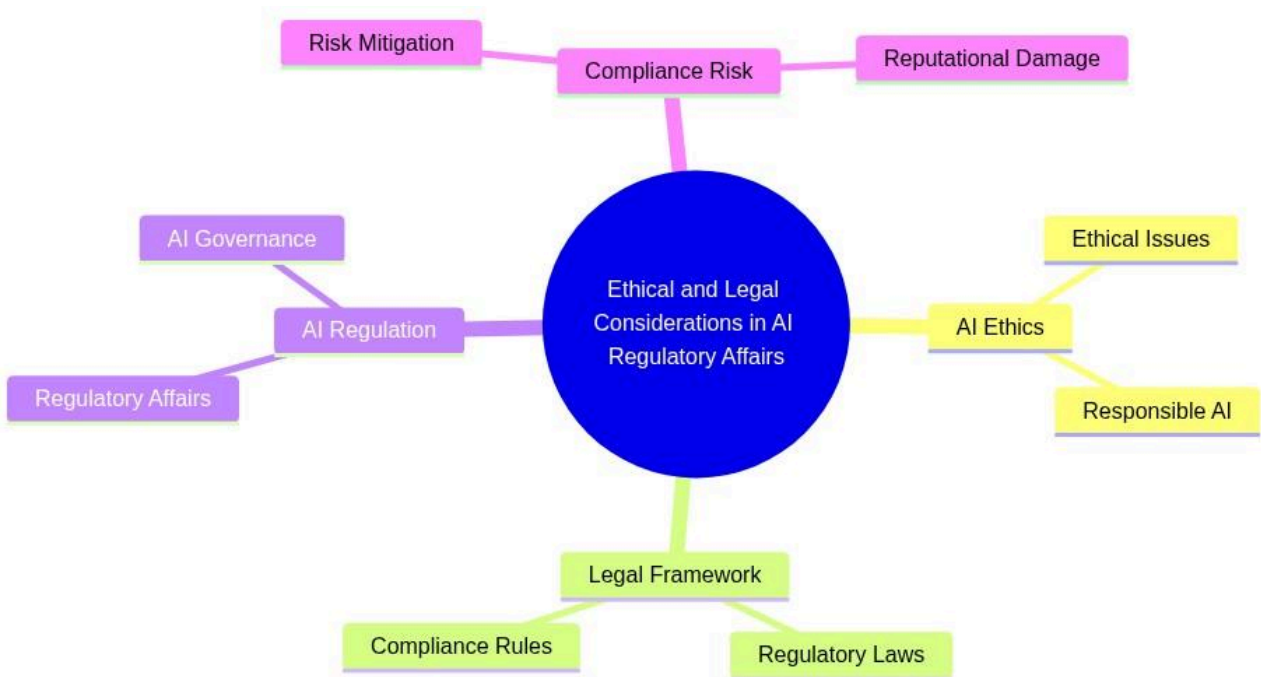 Risk Mitigation
Compliance Risk
Reputational Damage
AI Governance
AI Regulation
Regulatory Affairs
Ethical and Legal
Considerations in AI
Regulatory Affairs
Ethical Issues
AI Ethics
Responsible AI
Legal Framework
Compliance Rules
Regulatory Laws